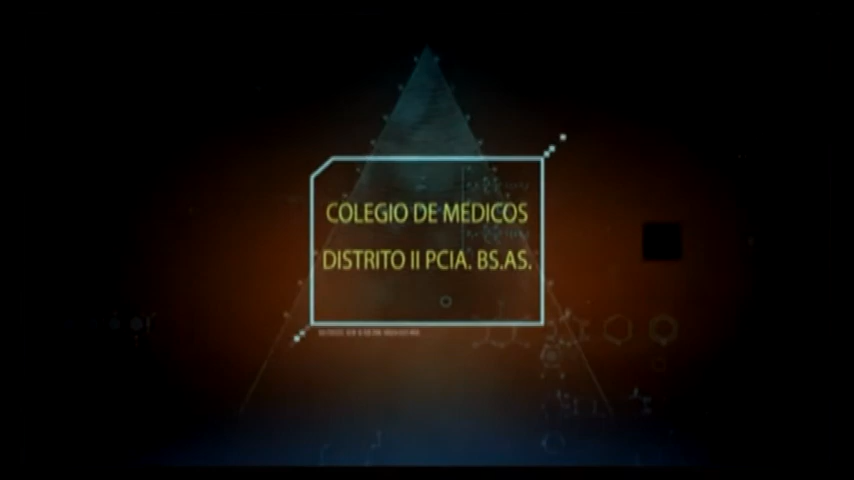 COLEGIO DE MEDICOS
DISTRITO II PCIA. BS.AS.